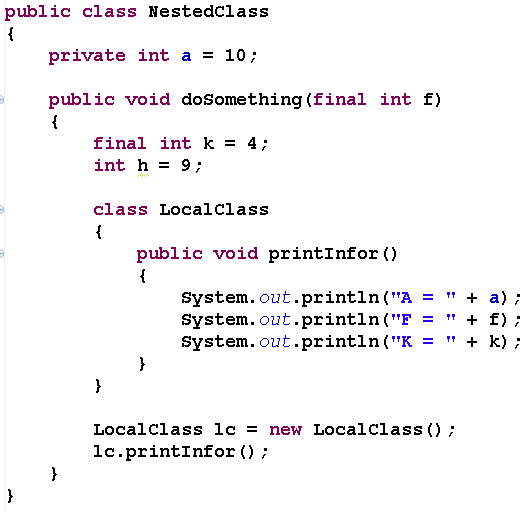 public class NestedClass
{
    private int a = 10;

    public void doSomething(final int f)
    {
        final int k = 4;
        int h = 9;

        class LocalClass
        {
            public void printInfor()
            {
                System.out.println("A = " + a);
                System.out.println("F = " + f);
                System.out.println("K = " + k);
            }
        }

        LocalClass lc = new LocalClass();
        lc.printInfor();
    }
}